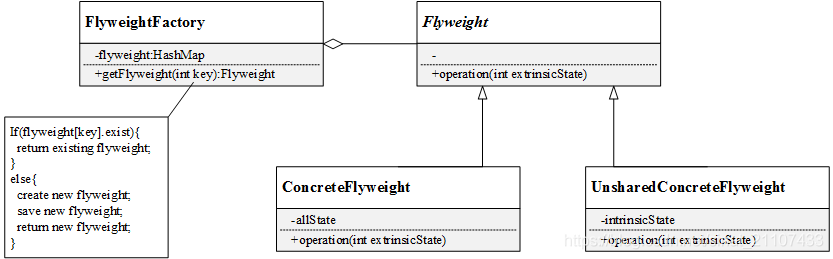 FlyweightFactory
-flyweight:HashMap
+getFlyweight(int key):Flyweight
Flyweight
-
+operation(int extrinsicState)
If(flyweight[key].exist){
return existing flyweight;
}
else{
create new flyweight;
save new flyweight;
return new flyweight;
}
ConcreteFlyweight
-allState
+operation(int extrinsicState)
UnsharedConcreteFlyweight
-intrinsicState
+operation(int extrinsicState)